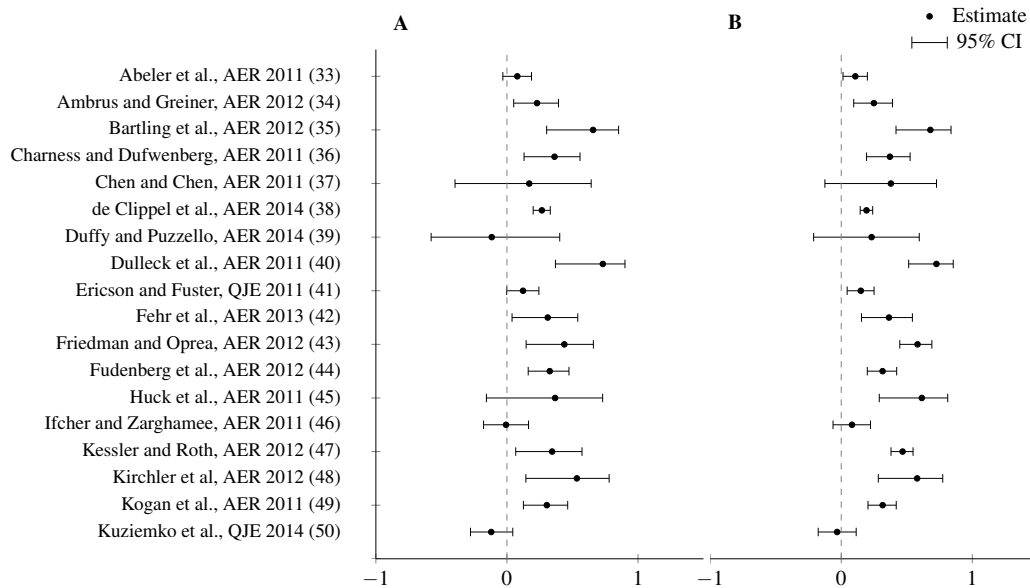 A
B
Estimate
95% CI
Abeler et al., AER 2011 (33)
Ambrus and Greiner, AER 2012 (34)
Bartling et al., AER 2012 (35)
Charness and Dufwenberg, AER 2011 (36)
Chen and Chen, AER 2011 (37)
de Clippel et al., AER 2014 (38)
Duffy and Puzzello, AER 2014 (39)
Dulleck et al., AER 2011 (40)
Ericson and Fuster, QJE 2011 (41)
Fehr et al., AER 2013 (42)
Friedman and Oprea, AER 2012 (43)
Fudenberg et al., AER 2012 (44)
Huck et al., AER 2011 (45)
Ifcher and Zarghamee, AER 2011 (46)
Kessler and Roth, AER 2012 (47)
Kirchler et al, AER 2012 (48)
Kogan et al., AER 2011 (49)
Kuziemko et al., QJE 2014 (50)
−1 0 1
−1 0 1